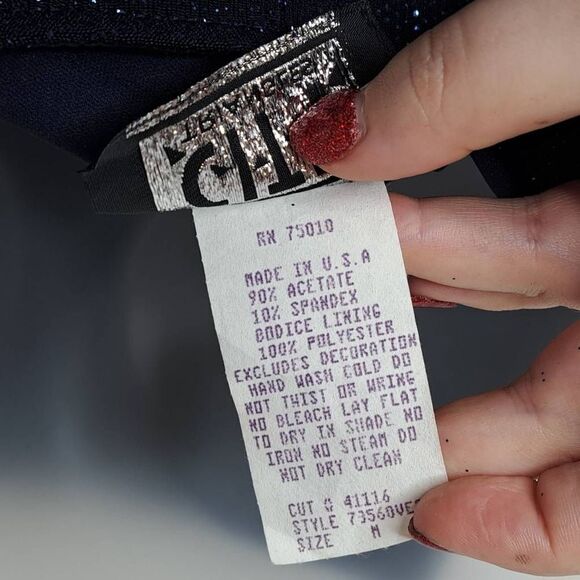 RN 75010
MADE IN U.S.A
90% ACETATE
10% SPANDEX
BODICE LINING
100% POLYESTER
EXCLUDES DECORATION
HAND WASH COLD DO
NOT TWIST OR WRING
NO BLEACH LAY FLAT
TO DRY IN SHADE NO
IRON NO STEAM DO
NOT DRY CLEAN
CUT # 41116
STYLE 73568VE
SIZE M